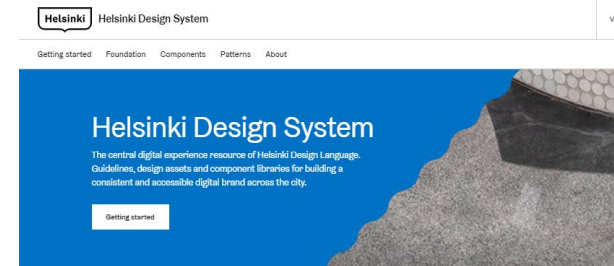 Helsinki Helsinki Design System
Getting started Foundation Components Patterns About
Helsinki Design System
The central digital experience resource of Helsinki Design Language.
Guidelines, design assets and component libraries for building a
consistent and accessible digital brand across the city.
Getting started